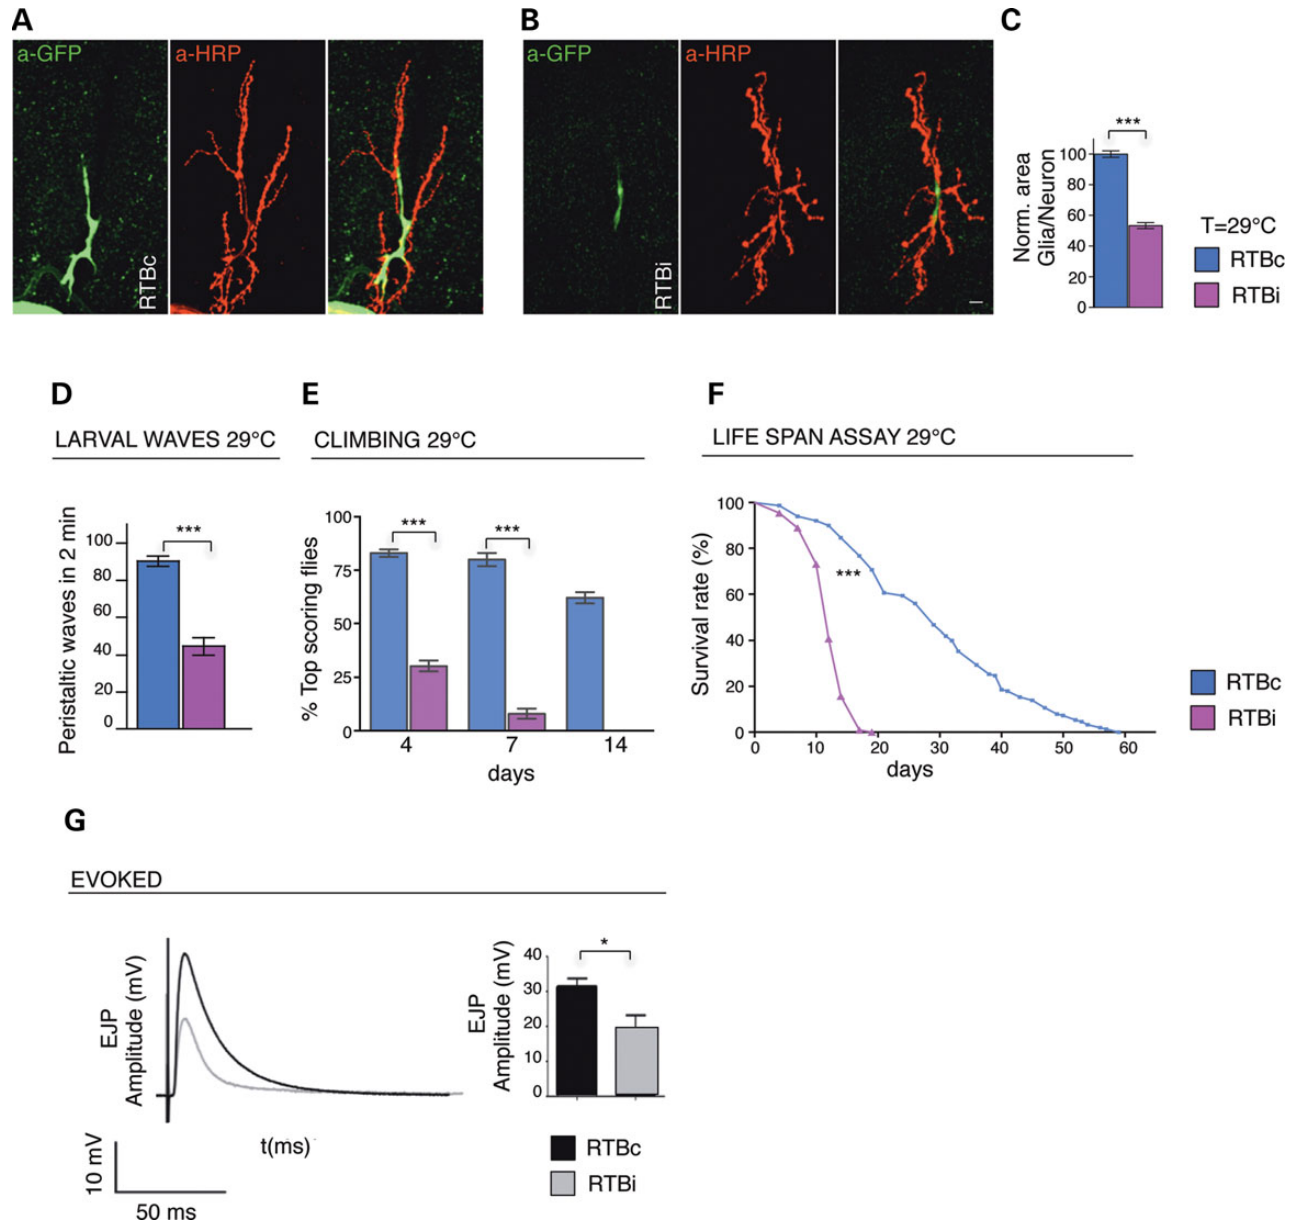 A
a-GFP
a-HRP
RTBc
B
a-GFP
a-HRP
RTBi
C
***
Norm. area
Glia/Neuron
100
80
60
40
20
0
T=29°C
RTBc
RTBi
D
LARVAL WAVES 29°C
Peristaltic waves in 2 min
***
100
80
60
40
20
0
E
CLIMBING 29°C
% Top scoring flies
***
***
100
75
50
25
0
4
7
14
days
F
LIFE SPAN ASSAY 29°C
Survival rate (%)
***
100
80
60
40
20
0
0
10
20
30
40
50
60
days
RTBc
RTBi
G
EVOKED
EJP
Amplitude (mV)
t(ms)
10 mV
50 ms
EJP
Amplitude (mV)
*
40
30
20
10
0
RTBc
RTBi